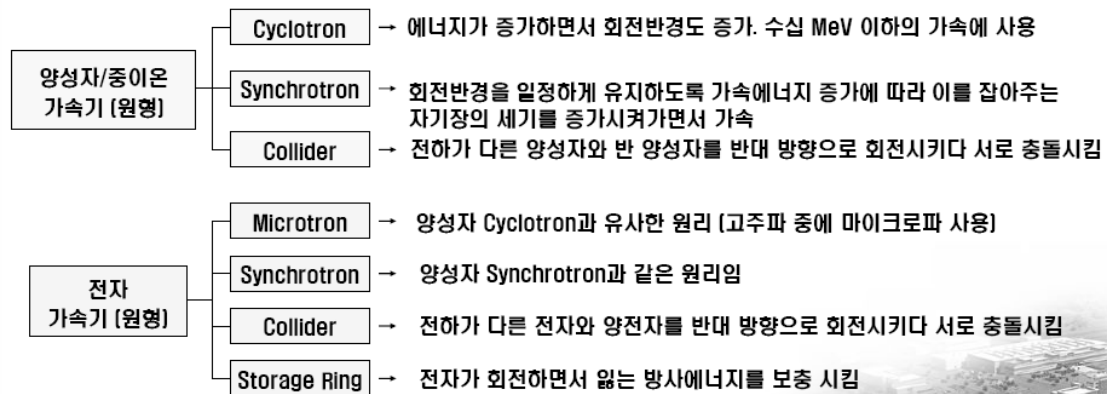 Cyclotron → 에너지가 증가하면서 회전반경도 증가. 수십 MeV 이하의 가속에 사용
양성자/중이온
가속기 (원형)
Synchrotron → 회전반경을 일정하게 유지하도록 가속에너지 증가에 따라 이를 잡아주는
자기장의 세기를 증가시켜가면서 가속
Collider → 전하가 다른 양성자와 반 양성자를 반대 방향으로 회전시키다 서로 충돌시킴
Microtron → 양성자 Cyclotron과 유사한 원리 (고주파 중에 마이크로파 사용)
전자
가속기 (원형)
Synchrotron → 양성자 Synchrotron과 같은 원리임
Collider → 전하가 다른 전자와 양전자를 반대 방향으로 회전시키다 서로 충돌시킴
Storage Ring → 전자가 회전하면서 잃는 방사에너지를 보충 시킴